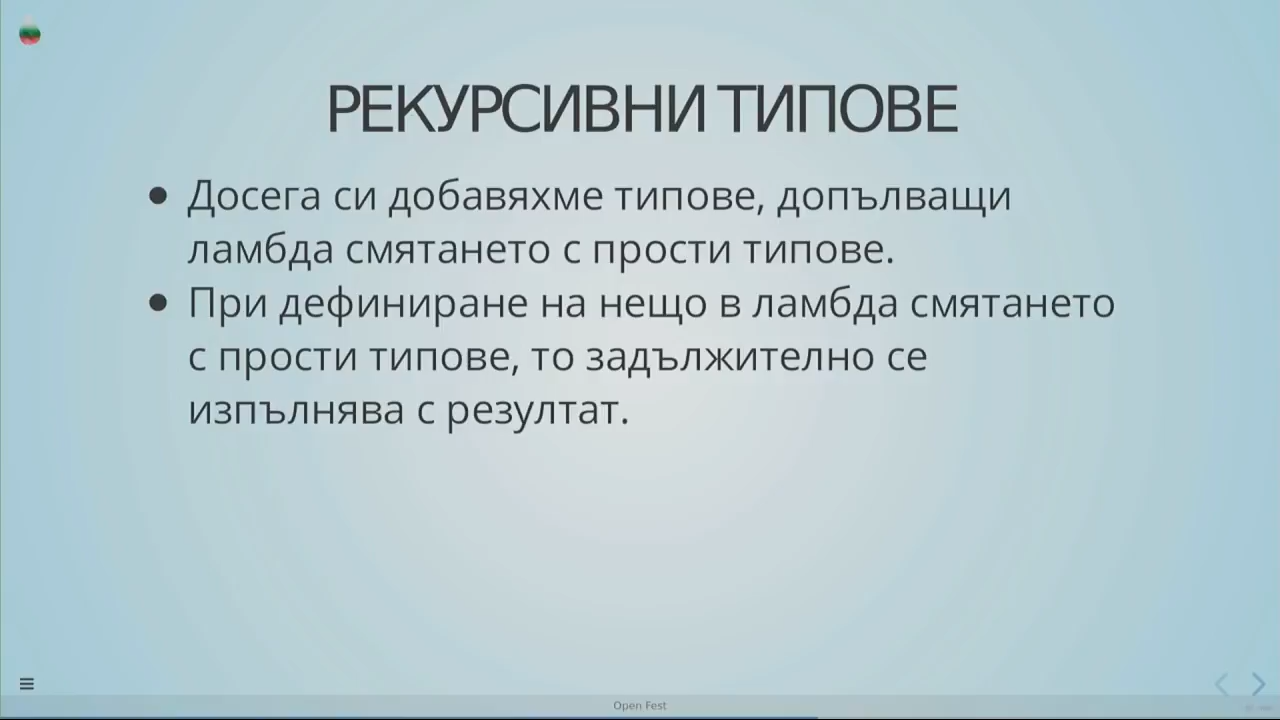 РЕКУРСИВНИ ТИПОВЕ
Досега си добавяхме типове, допълващи
ламбда смятането с прости типове.
При дефиниране на нещо в ламбда смятането
с прости типове, то задължително се
изпълнява с резултат.
Open Fest